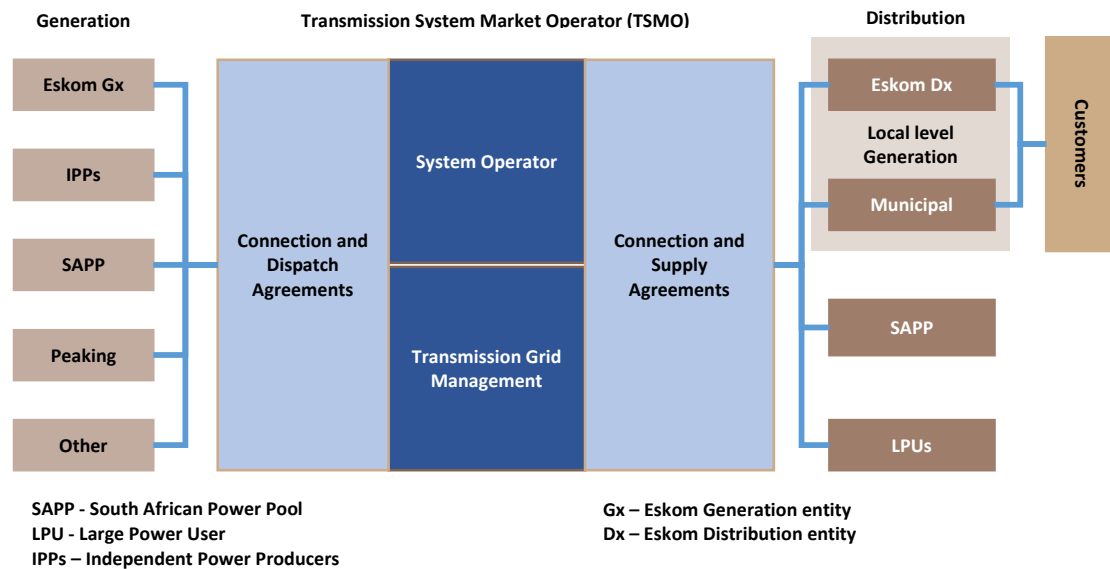 Generation
Transmission System Market Operator (TSMO)
Distribution
Eskom Gx
IPPs
SAPP
Peaking
Other
Connection and
Dispatch
Agreements
System Operator
Transmission Grid
Management
Connection and
Supply
Agreements
Eskom Dx
Local level
Generation
Municipal
SAPP
LPUs
Customers
SAPP - South African Power Pool
LPU - Large Power User
IPPs – Independent Power Producers
Gx – Eskom Generation entity
Dx – Eskom Distribution entity